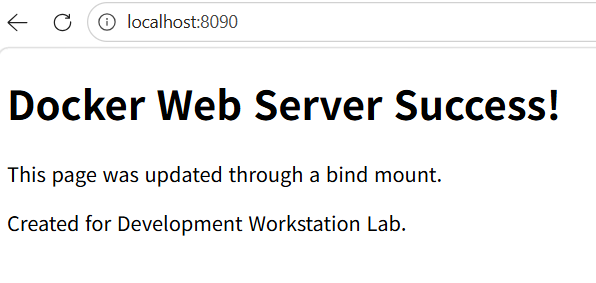 localhost:8090
Docker Web Server Success!
This page was updated through a bind mount.
Created for Development Workstation Lab.